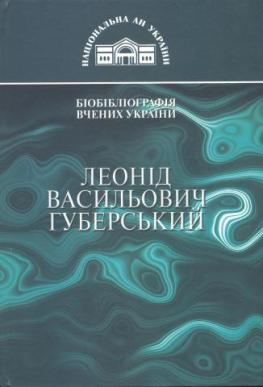 НАЦІОНАЛЬНА АН УКРАЇНИ
БІОБІБЛІОГРАФІЯ
ВЧЕНИХ УКРАЇНИ
ЛЕОНІД
ВАСИЛЬОВИЧ
ГУБЕРСЬКИЙ